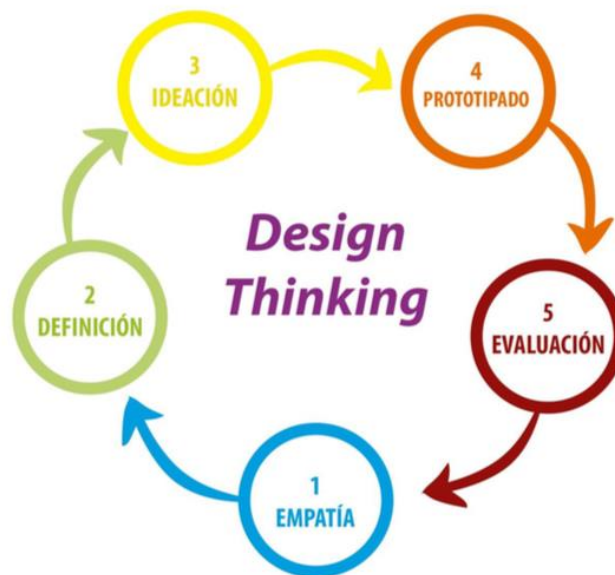 3
IDEACIÓN
4
PROTOTIPADO
Design
Thinking
2
DEFINICIÓN
5
EVALUACIÓN
1
EMPATÍA